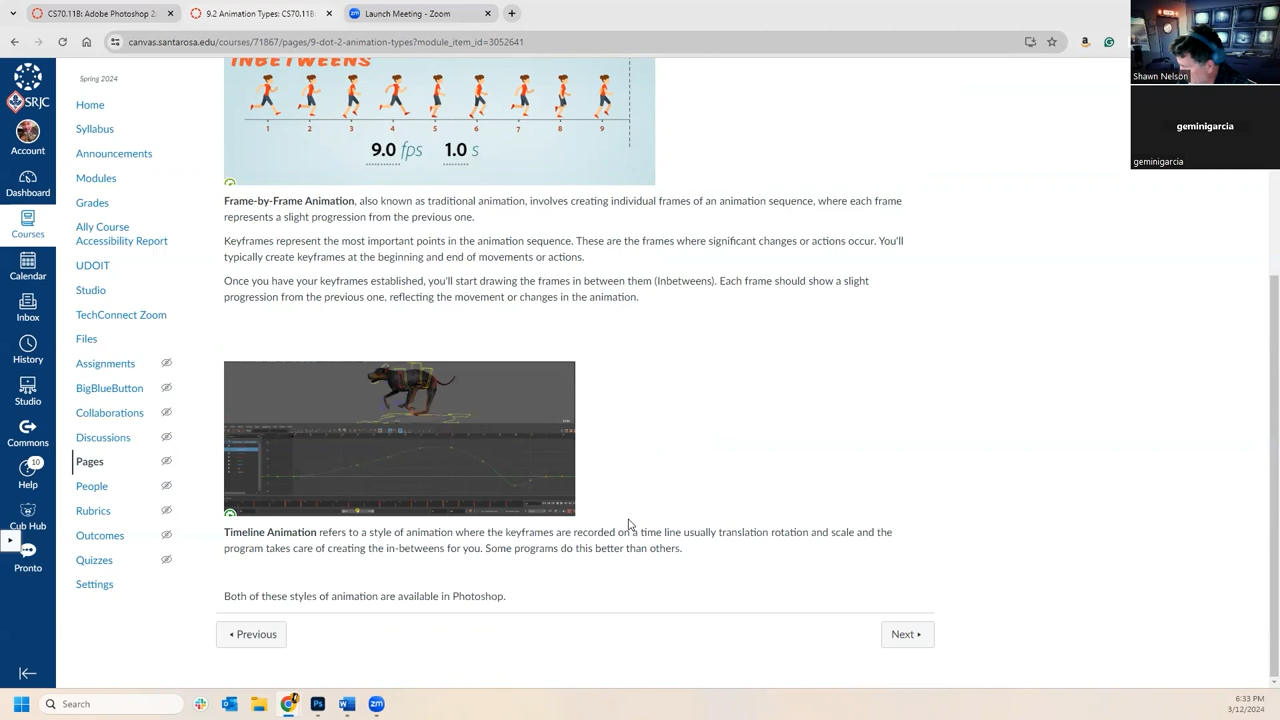 CS70.11B: Adobe Photoshop 2
9.2 Animation Types: CS70.11B:
Launch Meeting - Zoom
canvas.santarosa.edu/courses/71867/pages/9-dot-2-animation-types?module_item_id=3052641
Shawn Nelson
geminigarcia
geminigarcia
SRJC
Account
Dashboard
Courses
Calendar
Inbox
History
Studio
Commons
10
Help
Cub Hub
Pronto
Spring 2024
Home
Syllabus
Announcements
Modules
Grades
Ally Course
Accessibility Report
UDOIT
Studio
TechConnect Zoom
Files
Assignments
BigBlueButton
Collaborations
Discussions
Pages
People
Rubrics
Outcomes
Quizzes
Settings
INBETWEENS
1 2 3 4 5 6 7 8 9
9.0 fps 1.0 s
Frame-by-Frame Animation, also known as traditional animation, involves creating individual frames of an animation sequence, where each frame
represents a slight progression from the previous one.
Keyframes represent the most important points in the animation sequence. These are the frames where significant changes or actions occur. You'll
typically create keyframes at the beginning and end of movements or actions.
Once you have your keyframes established, you'll start drawing the frames in between them (Inbetweens). Each frame should show a slight
progression from the previous one, reflecting the movement or changes in the animation.
Timeline Animation refers to a style of animation where the keyframes are recorded on a time line usually translation rotation and scale and the
program takes care of creating the in-betweens for you. Some programs do this better than others.
Both of these styles of animation are available in Photoshop.
Previous
Next
Search
6:33 PM
3/12/2024